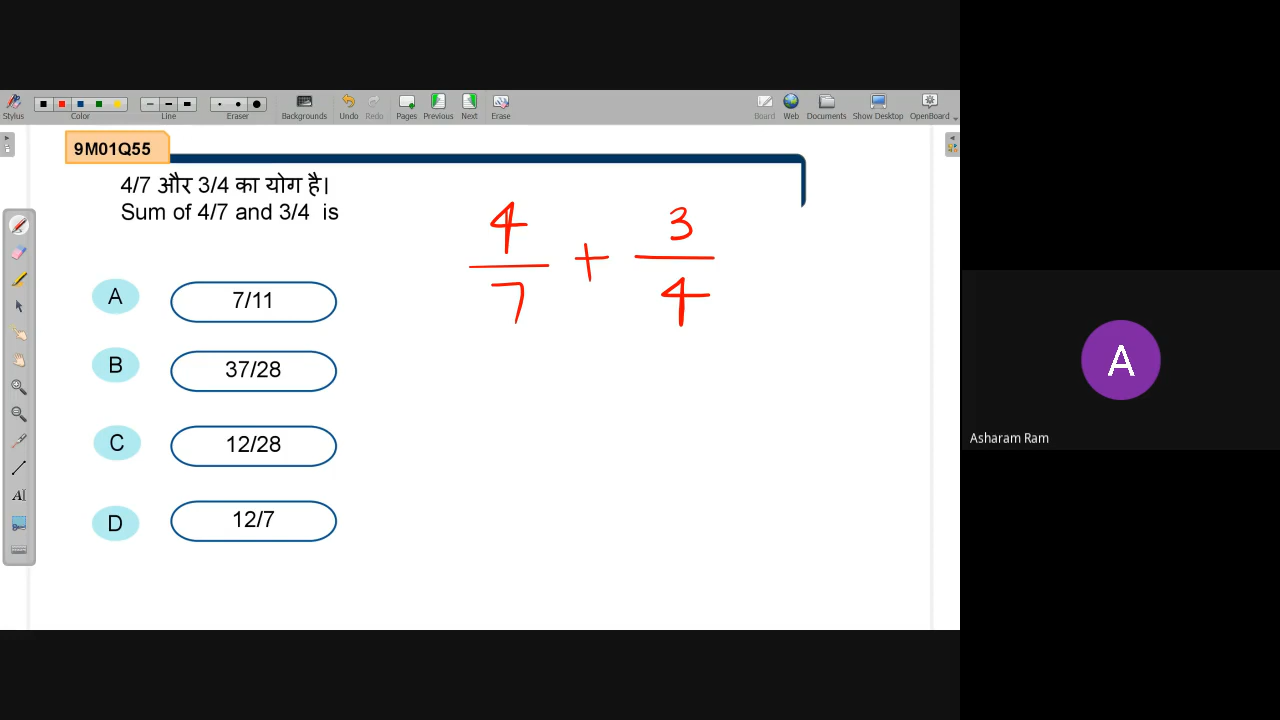 Stylus Color Line Eraser Backgrounds Undo Redo Pages Previous Next Erase Board Web Documents Show Desktop OpenBoard
9M01Q55
4/7 और 3/4 का योग है।
Sum of 4/7 and 3/4 is
4/7 + 3/4
A 7/11
B 37/28
C 12/28
D 12/7
A
Asharam Ram